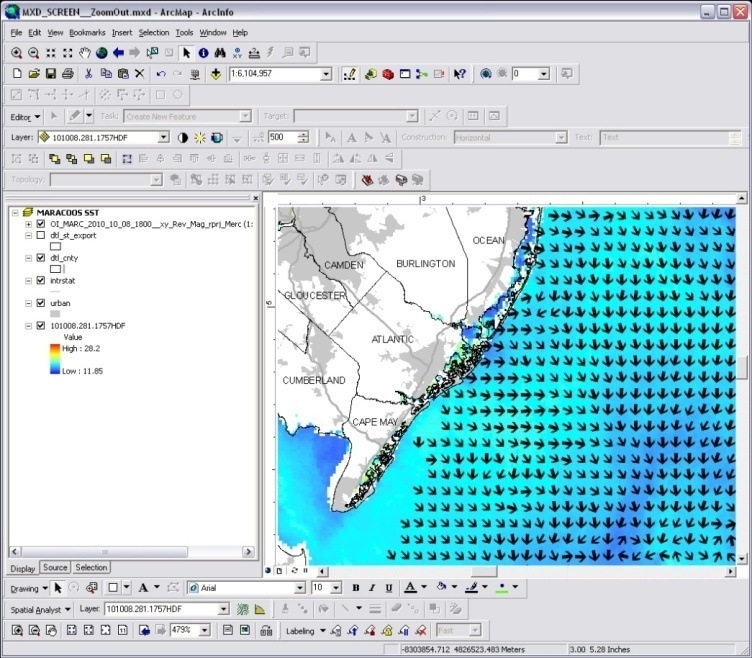 MXD_SCREEN__ZoomOut.mxd - ArcMap - ArcInfo
File Edit View Bookmarks Insert Selection Tools Window Help
1:6,104,957
0
Editor Task: Create New Feature Target:
Layer: 101008.281.1757HDF 500 Construction: Horizontal Text: Text
Topology:
MARACOOS SST
OI_MARC_2010_10_08_1800__xy_Rev_Mag_rprj_Merc (1:
dtl_st_export
dtl_cnty
intrstat
urban
101008.281.1757HDF
Value
High : 28.2
Low : 11.85
3
5
OCEAN
BURLINGTON
CAMDEN
GLOUCESTER
ATLANTIC
CUMBERLAND
CAPE MAY
Display Source Selection
Drawing A Arial 10 B I U A
Spatial Analyst Layer: 101008.281.1757HDF
1:1 479% Labeling Fast
-8303854.712 4826523.483 Meters 3.00 5.28 Inches